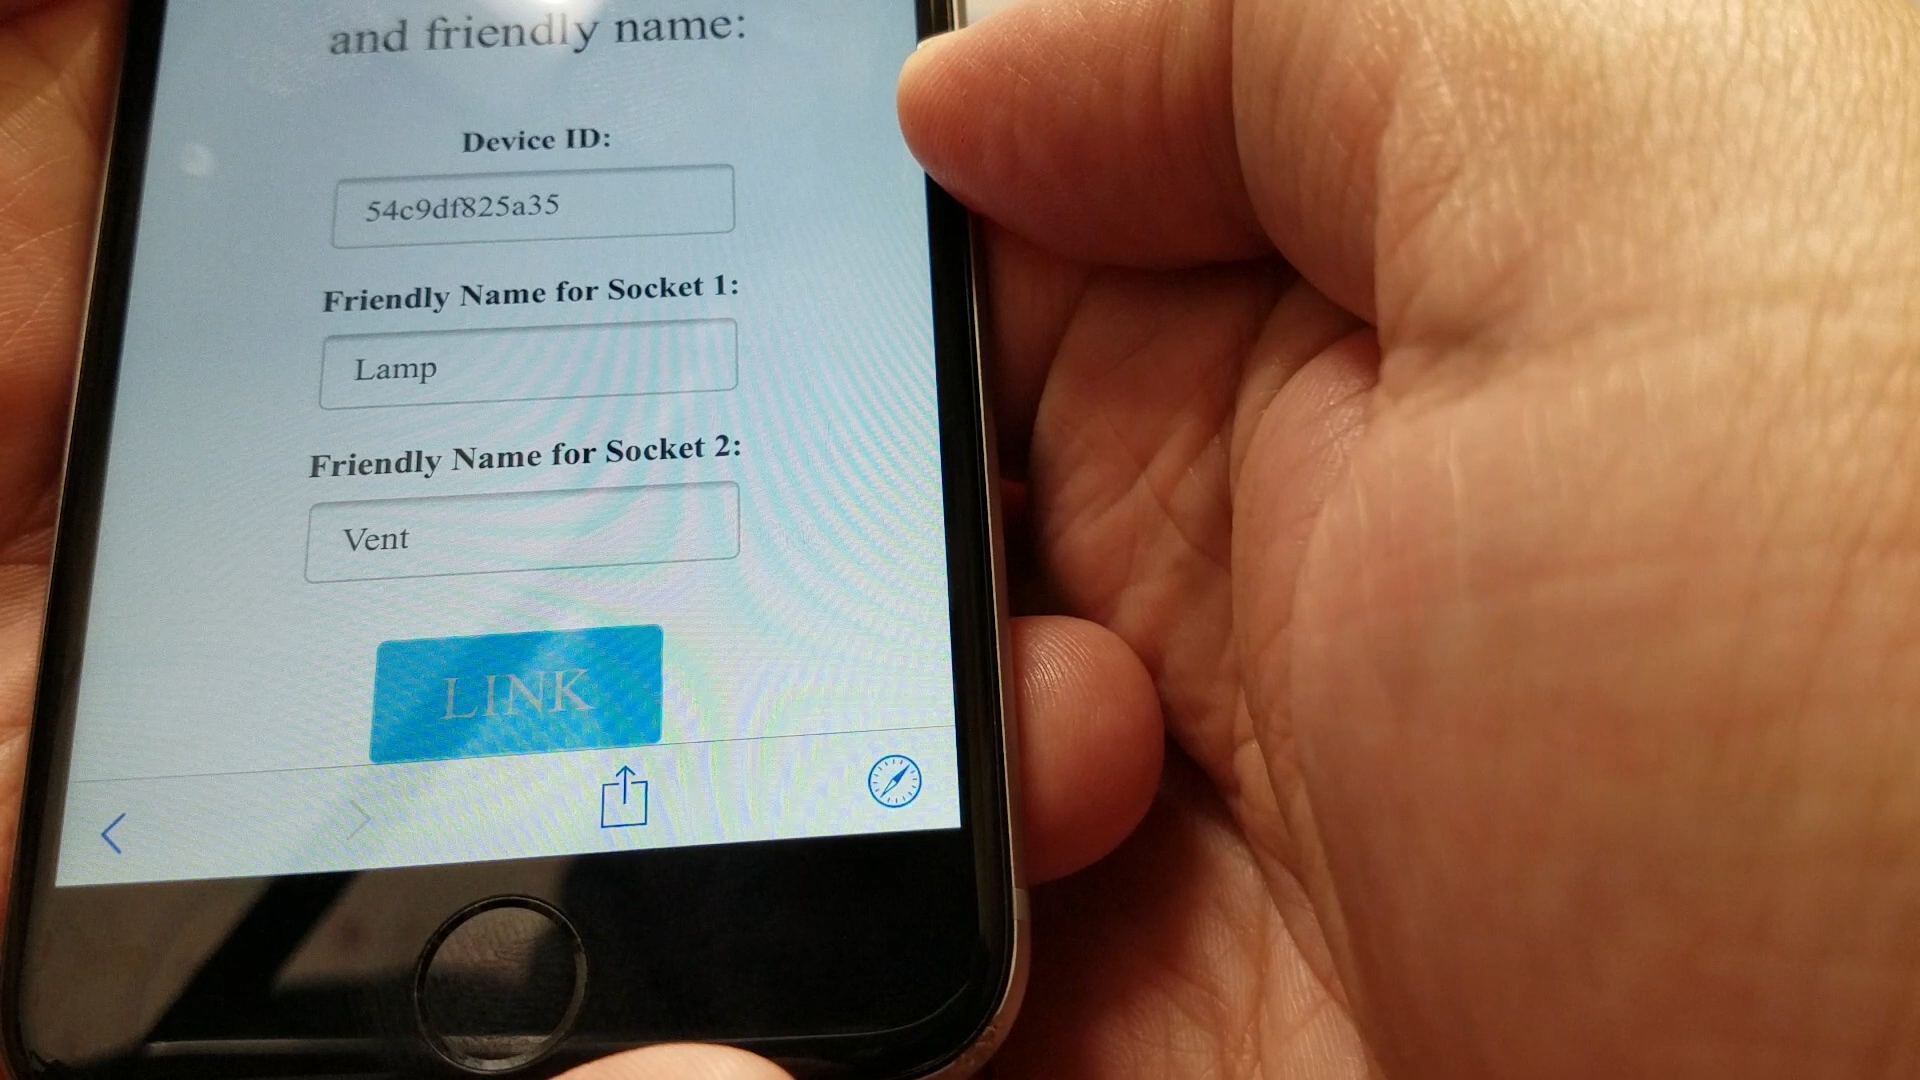 and friendly name:
Device ID:
54c9df825a35
Friendly Name for Socket 1:
Lamp
Friendly Name for Socket 2:
Vent
LINK